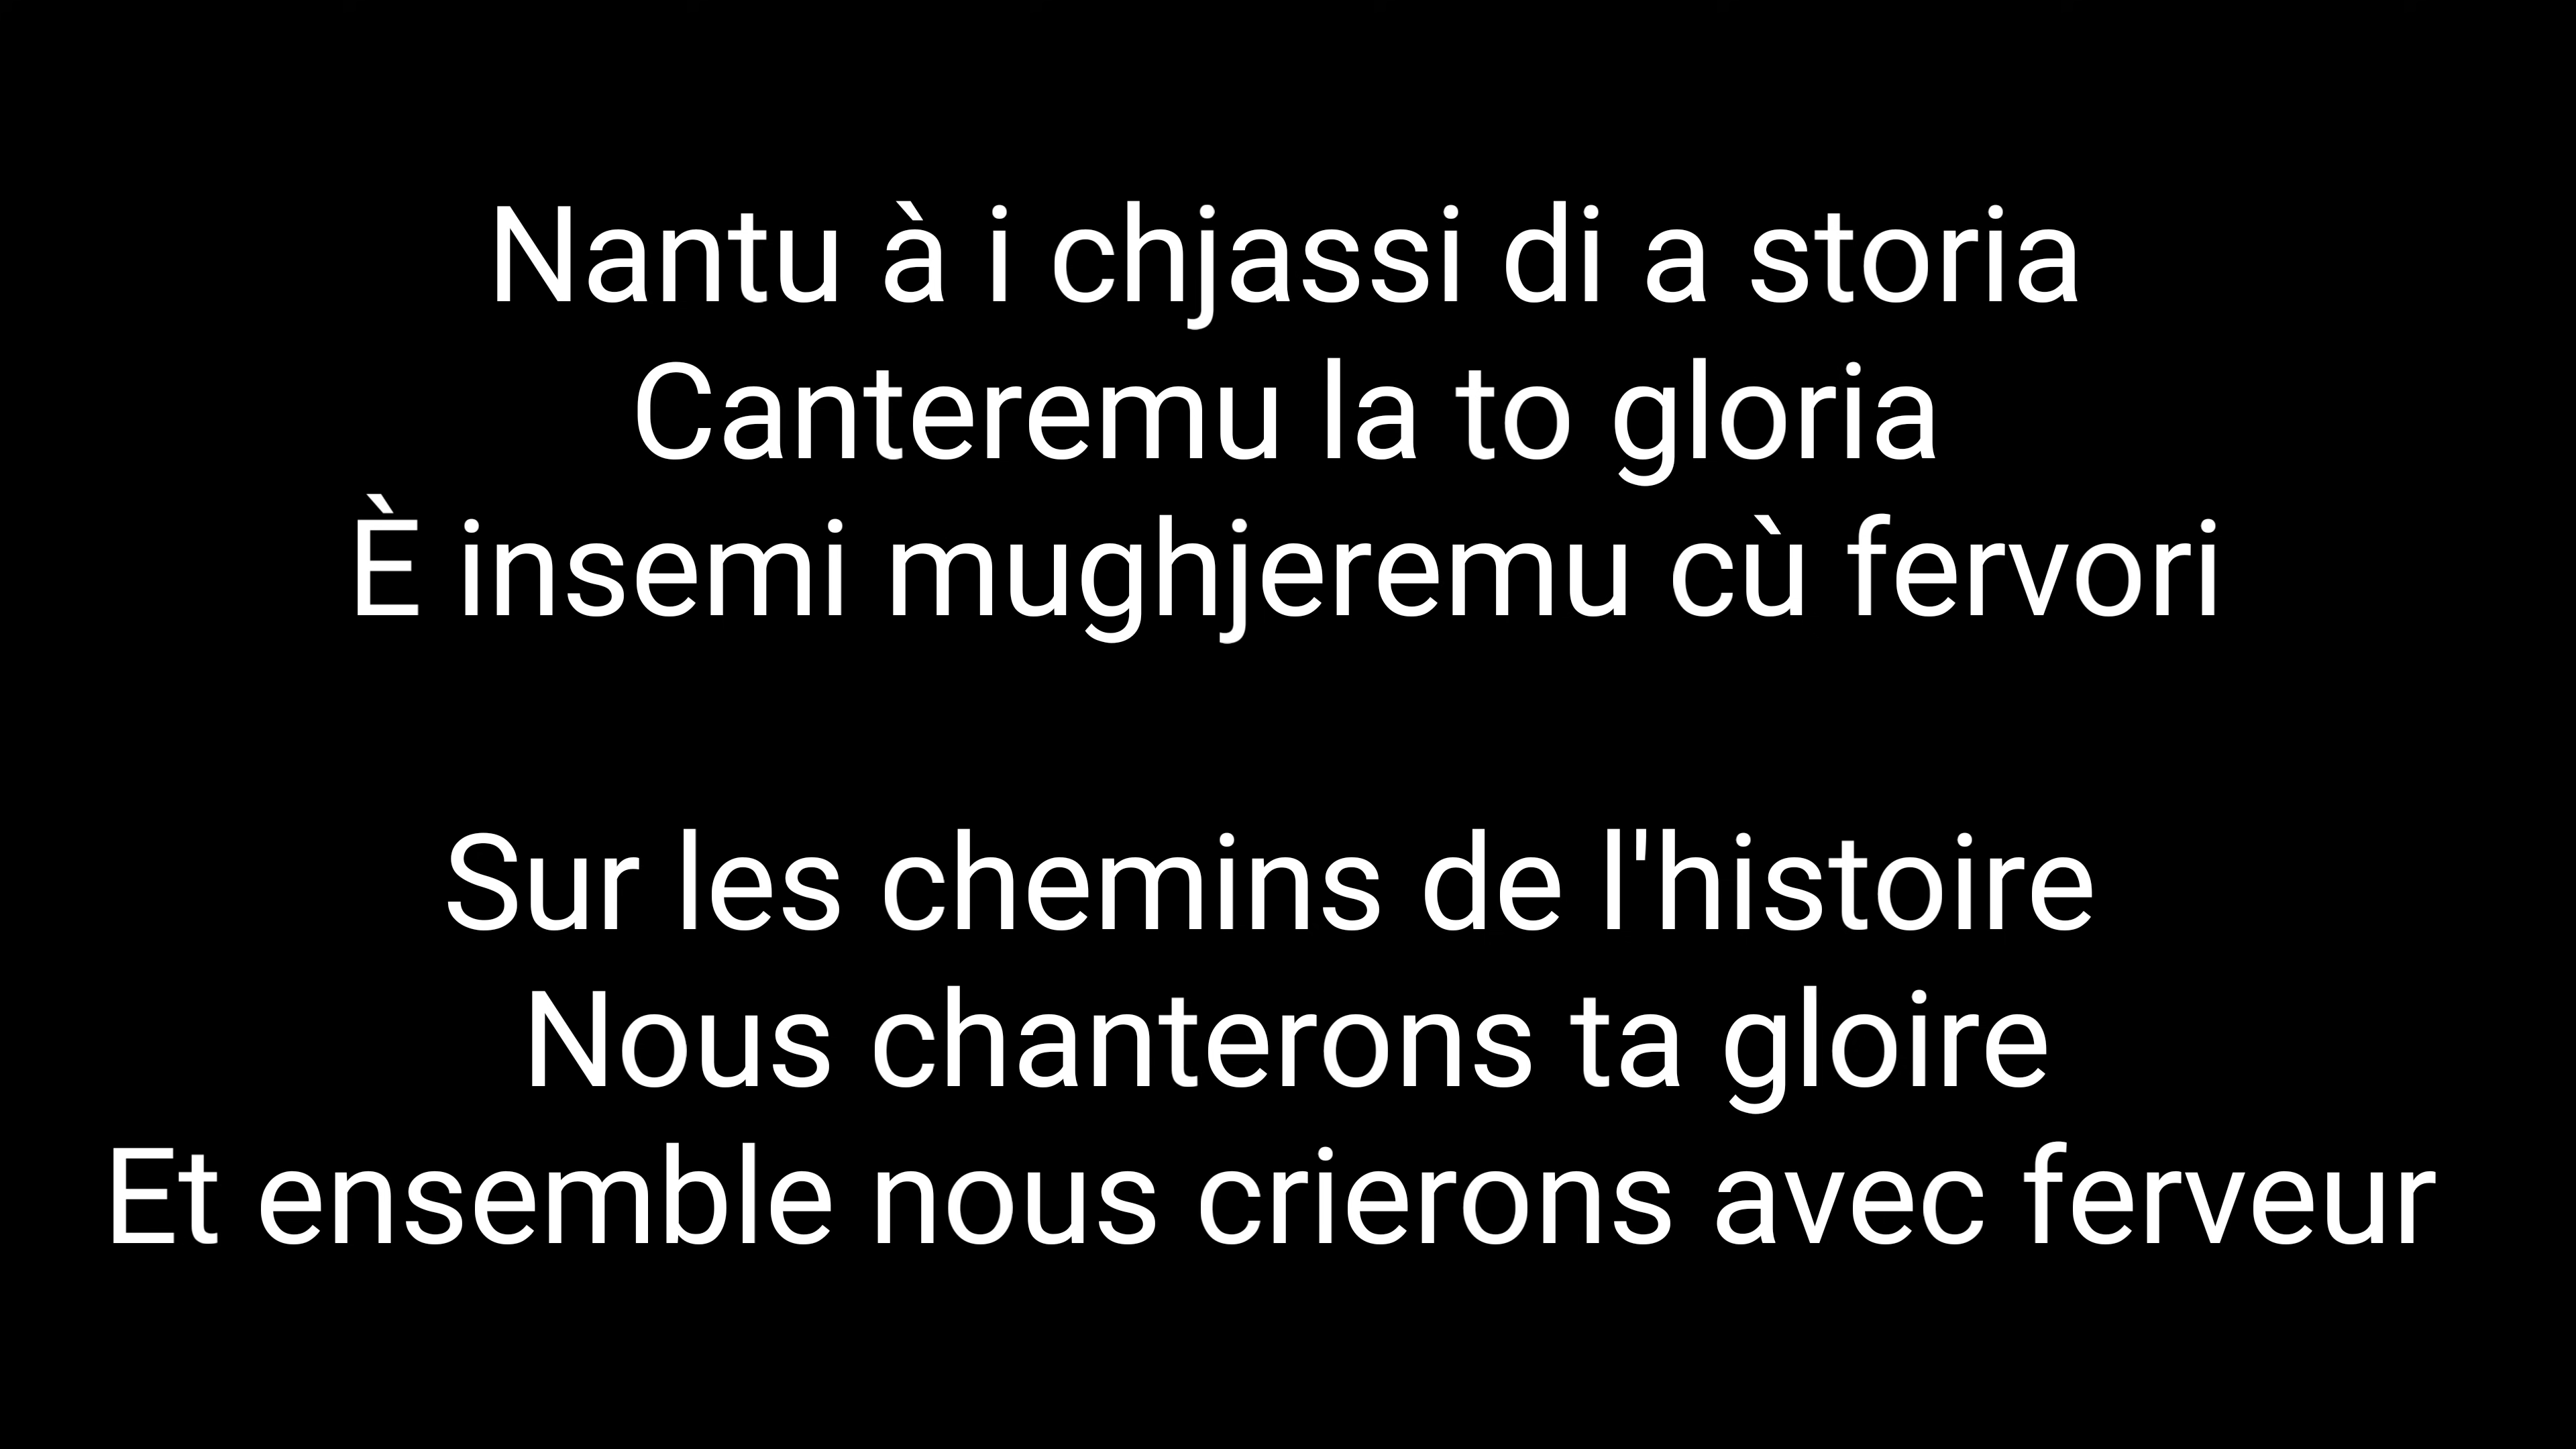 Nantu à i chjassi di a storia
Canteremu la to gloria
È insemi mughjeremu cù fervori
Sur les chemins de l'histoire
Nous chanterons ta gloire
Et ensemble nous crierons avec ferveur